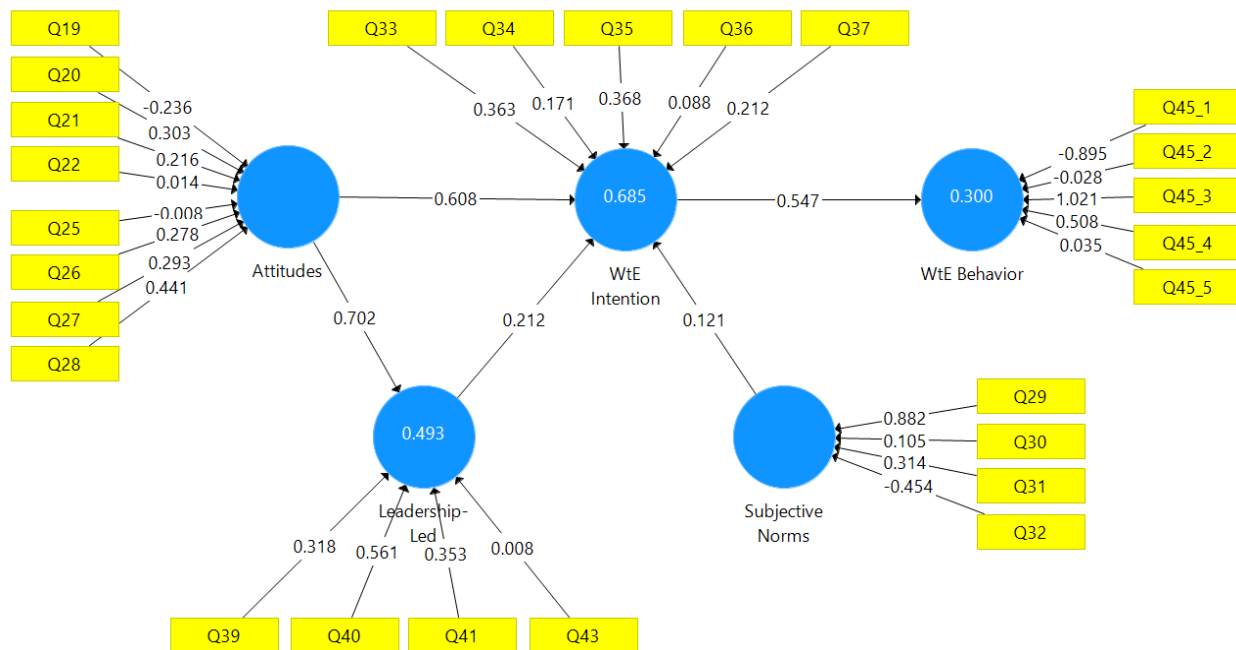 Q19
Q20
Q21
Q22
Q25
Q26
Q27
Q28
-0.236
0.303
0.216
0.014
-0.008
0.278
0.293
0.441
Attitudes
Q33
Q34
Q35
Q36
Q37
0.363
0.171
0.368
0.088
0.212
0.608
0.685
WtE
Intention
0.547
0.300
WtE Behavior
Q45_1
Q45_2
Q45_3
Q45_4
Q45_5
-0.895
-0.028
1.021
0.508
0.035
0.702
0.212
0.121
0.493
Leadership-
Led
0.318
0.561
0.353
0.008
Q39
Q40
Q41
Q43
Subjective
Norms
0.882
0.105
0.314
-0.454
Q29
Q30
Q31
Q32